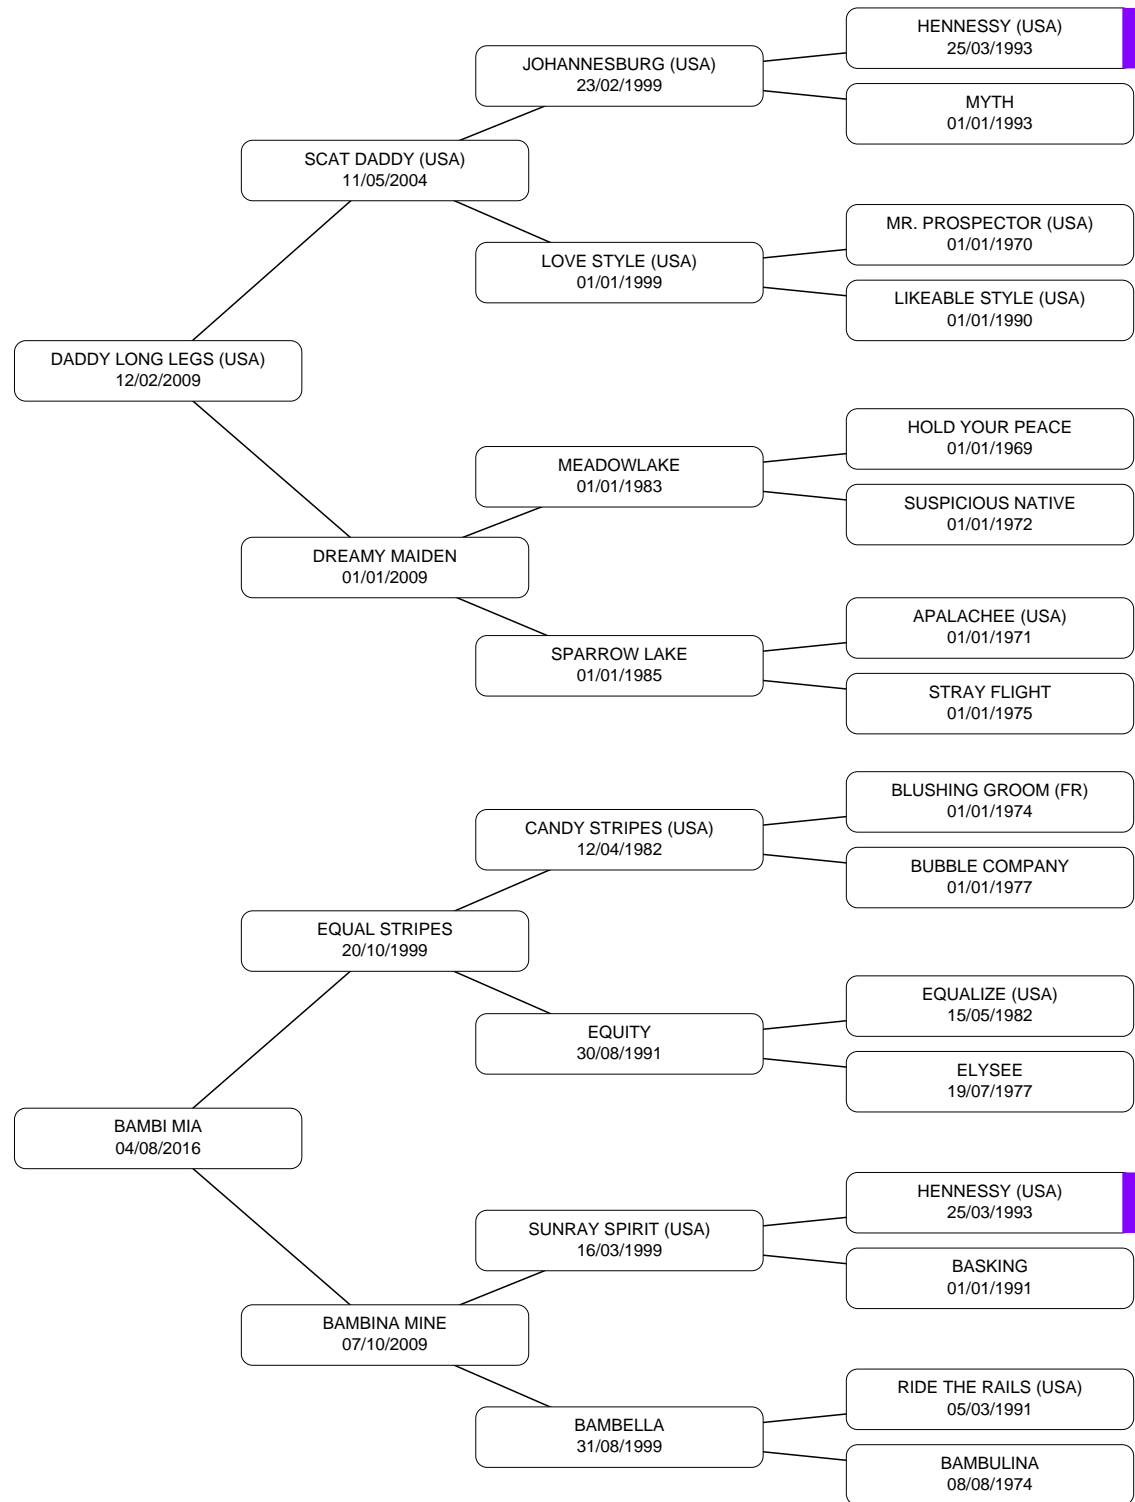 HENNESSY (USA)
25/03/1993
JOHANNESBURG (USA)
23/02/1999
MYTH
01/01/1993
SCAT DADDY (USA)
11/05/2004
MR. PROSPECTOR (USA)
01/01/1970
LOVE STYLE (USA)
01/01/1999
LIKEABLE STYLE (USA)
01/01/1990
DADDY LONG LEGS (USA)
12/02/2009
HOLD YOUR PEACE
01/01/1969
MEADOWLAKE
01/01/1983
SUSPICIOUS NATIVE
01/01/1972
DREAMY MAIDEN
01/01/2009
APALACHEE (USA)
01/01/1971
SPARROW LAKE
01/01/1985
STRAY FLIGHT
01/01/1975
BLUSHING GROOM (FR)
01/01/1974
CANDY STRIPES (USA)
12/04/1982
BUBBLE COMPANY
01/01/1977
EQUAL STRIPES
20/10/1999
EQUALIZE (USA)
15/05/1982
EQUITY
30/08/1991
ELYSEE
19/07/1977
BAMBI MIA
04/08/2016
HENNESSY (USA)
25/03/1993
SUNRAY SPIRIT (USA)
16/03/1999
BASKING
01/01/1991
BAMBINA MINE
07/10/2009
RIDE THE RAILS (USA)
05/03/1991
BAMBELLA
31/08/1999
BAMBULINA
08/08/1974